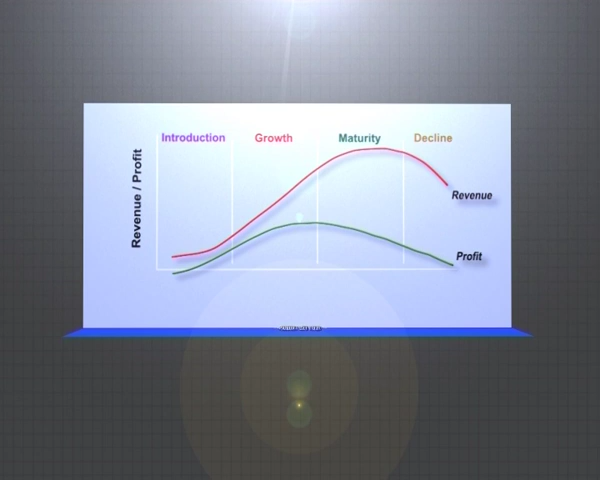 Introduction Growth Maturity Decline
Revenue / Profit
Revenue
Profit